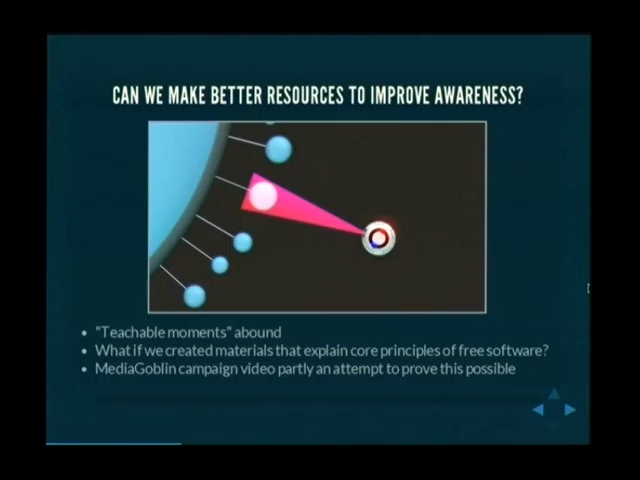 CAN WE MAKE BETTER RESOURCES TO IMPROVE AWARENESS?
• "Teachable moments" abound
• What if we created materials that explain core principles of free software?
• MediaGoblin campaign video partly an attempt to prove this possible